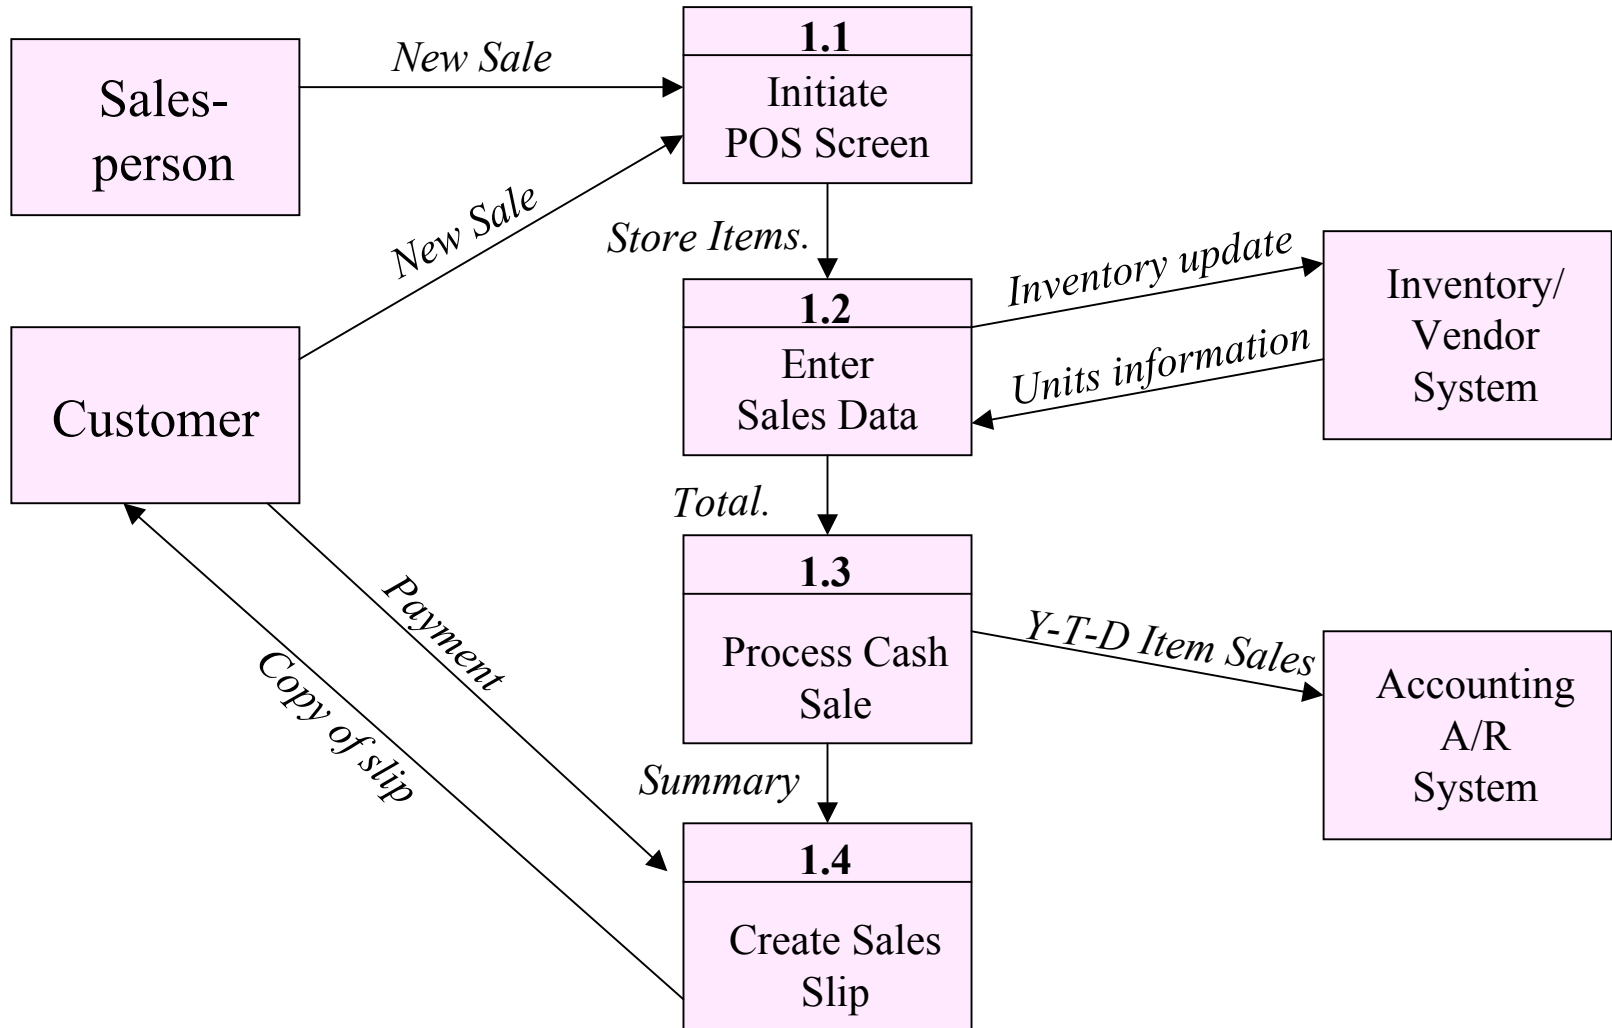 1.1
New Sale
Sales-
person
Initiate
POS Screen
New Sale
Store Items.
Inventory update
Inventory/
Vendor
System
1.2
Enter
Sales Data
Units information
Customer
Total.
1.3
Process Cash
Sale
Payment
Copy of slip
Y-T-D Item Sales
Accounting
A/R
System
Summary
1.4
Create Sales
Slip